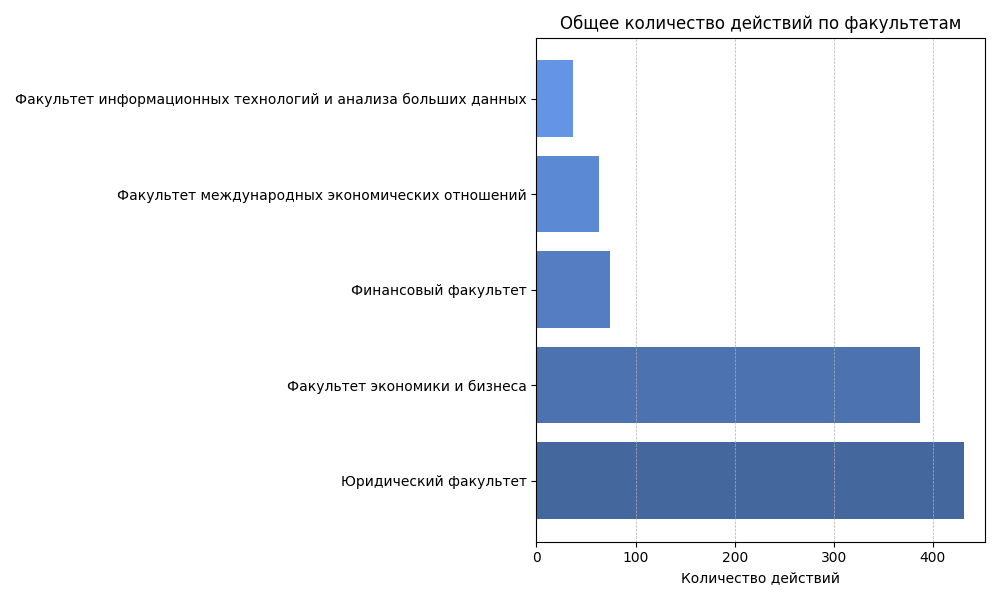 Общее количество действий по факультетам
Факультет информационных технологий и анализа больших данных
Факультет международных экономических отношений
Финансовый факультет
Факультет экономики и бизнеса
Юридический факультет
0 100 200 300 400
Количество действий